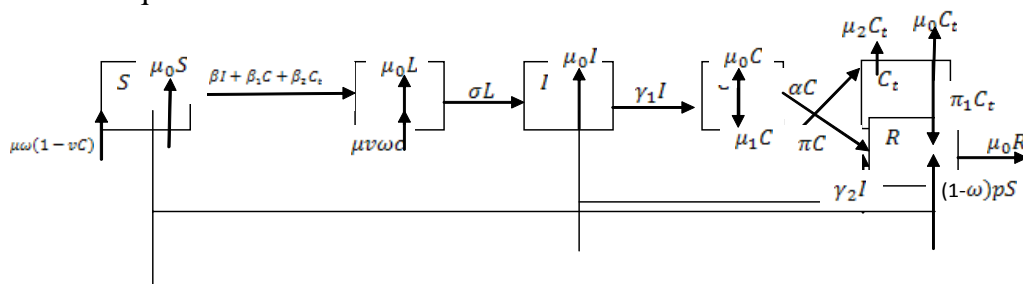 S
μ₀S
μω(1 − vC)
βI + β₁C + β₂Cₜ
μ₀L
μvωc
σL
I
μ₀I
γ₁I
μ₀C
μ₁C
αC
πC
μ₂Cₜ
μ₀Cₜ
Cₜ
π₁Cₜ
R
μ₀R
γ₂I
(1-ω)pS